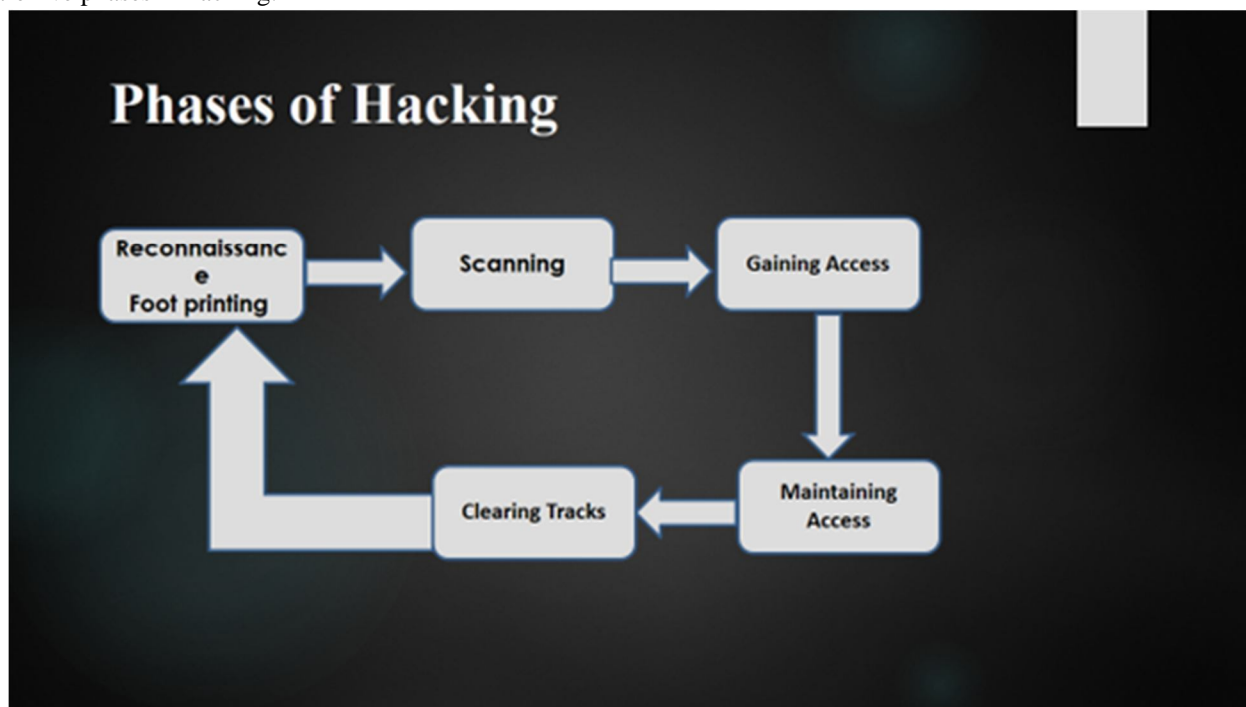 Phases of Hacking
Reconnaissanc
e
Foot printing
Scanning
Gaining Access
Maintaining
Access
Clearing Tracks